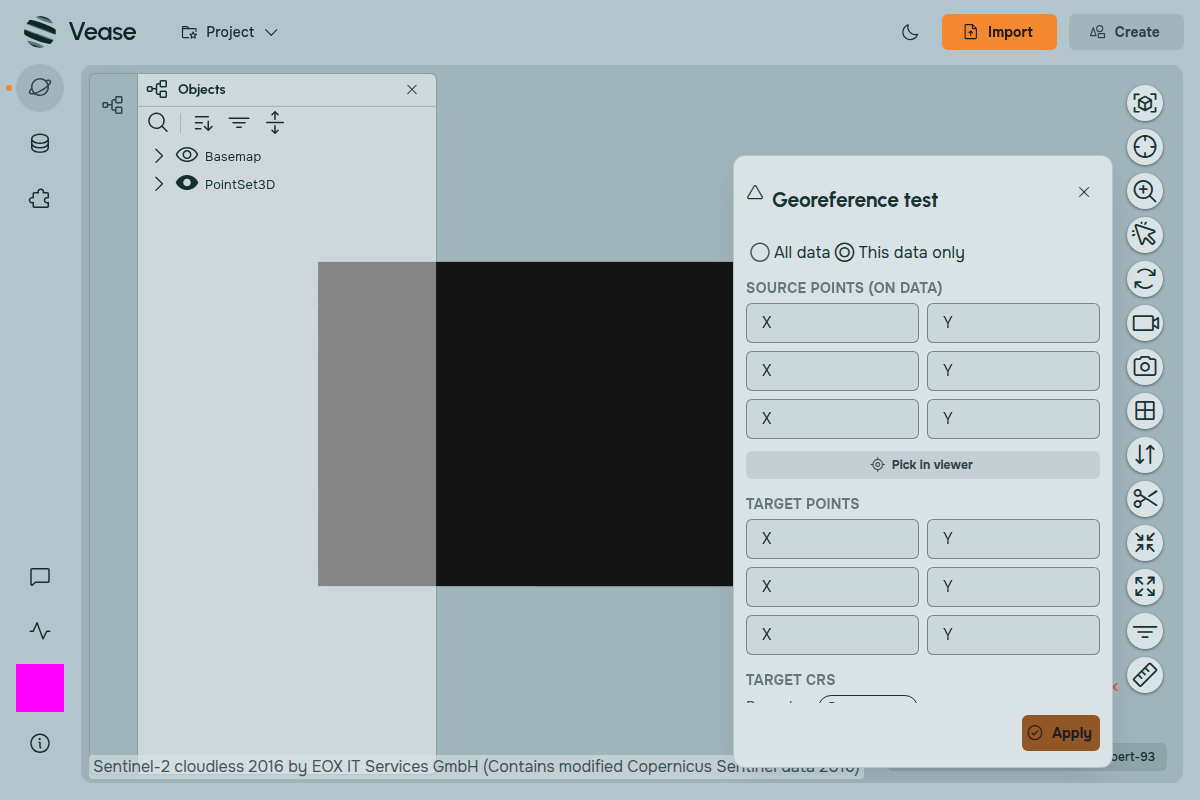 Vease
Project
Import
Create
Objects
Basemap
PointSet3D
Georeference test
All data
This data only
SOURCE POINTS (ON DATA)
X Y
X Y
X Y
Pick in viewer
TARGET POINTS
X Y
X Y
X Y
TARGET CRS
Apply
X
Sentinel-2 cloudless 2016 by EOX IT Services GmbH (Contains modified Copernicus Sentinel data 2016)
bert-93